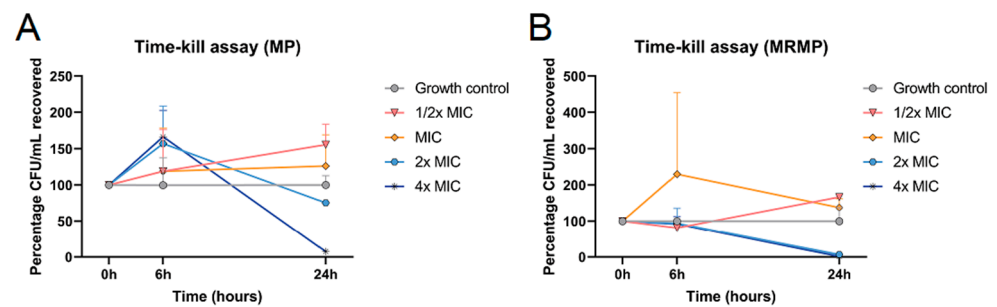 A
Time-kill assay (MP)
Percentage CFU/mL recovered
250
200
150
100
50
0
0h
6h
24h
Time (hours)
Growth control
1/2x MIC
MIC
2x MIC
4x MIC
B
Time-kill assay (MRMP)
Percentage CFU/mL recovered
500
400
300
200
100
0
0h
6h
24h
Time (hours)
Growth control
1/2x MIC
MIC
2x MIC
4x MIC